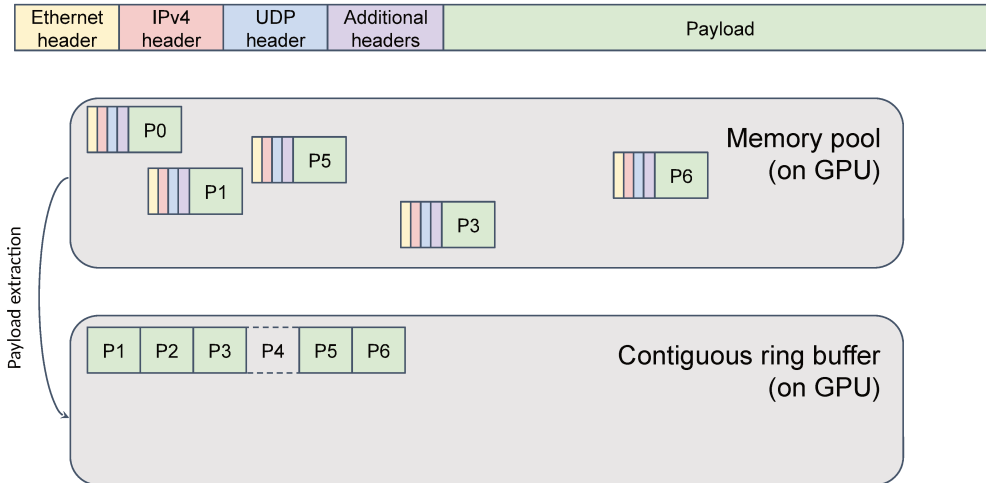 Ethernet
header
IPv4
header
UDP
header
Additional
headers
Payload
P0
P1
P5
P3
P6
Memory pool
(on GPU)
Payload extraction
P1
P2
P3
P4
P5
P6
Contiguous ring buffer
(on GPU)